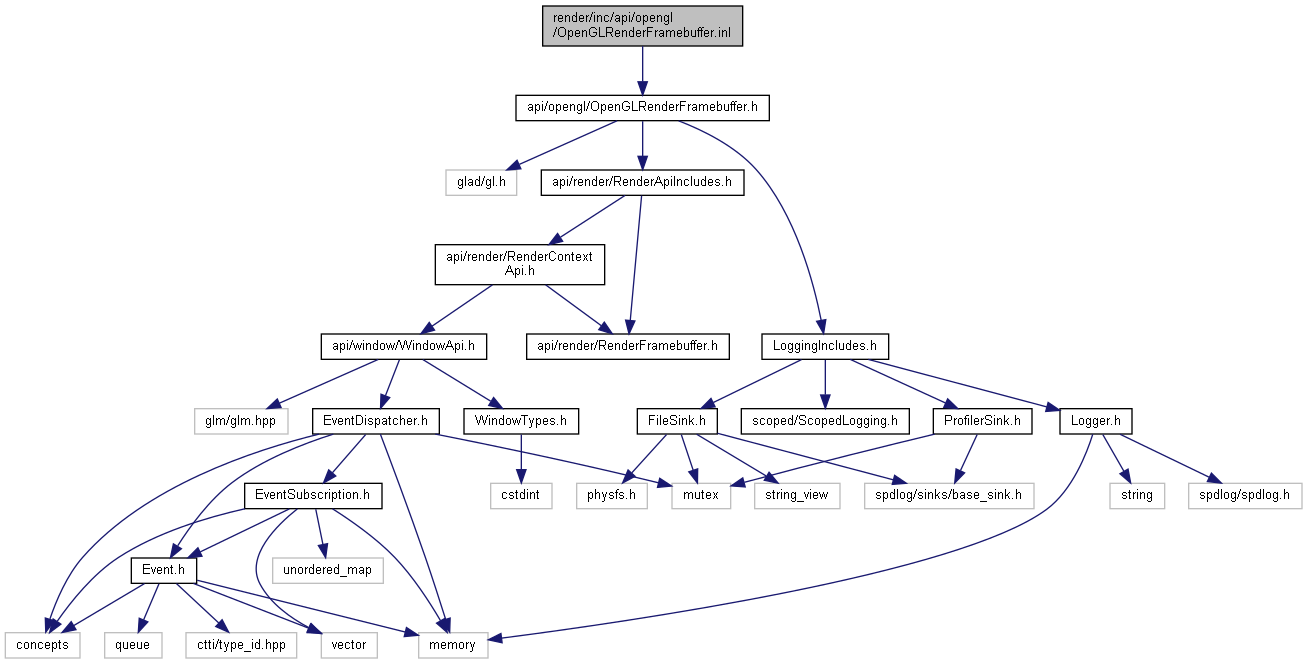 render/inc/api/opengl
/OpenGLRenderFramebuffer.inl
api/opengl/OpenGLRenderFramebuffer.h
glad/gl.h
api/render/RenderApiIncludes.h
api/render/RenderContext
Api.h
api/window/WindowApi.h
api/render/RenderFramebuffer.h
LoggingIncludes.h
glm/glm.hpp
EventDispatcher.h
WindowTypes.h
FileSink.h
scoped/ScopedLogging.h
ProfilerSink.h
Logger.h
EventSubscription.h
cstdint
physfs.h
mutex
string_view
spdlog/sinks/base_sink.h
string
spdlog/spdlog.h
Event.h
unordered_map
concepts
queue
ctti/type_id.hpp
vector
memory